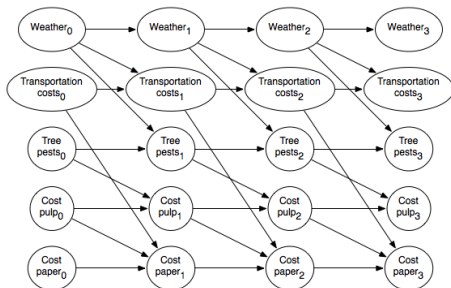 Weather0
Weather1
Weather2
Weather3
Transportation
costs0
Transportation
costs1
Transportation
costs2
Transportation
costs3
Tree
pests0
Tree
pests1
Tree
pests2
Tree
pests3
Cost
pulp0
Cost
pulp1
Cost
pulp2
Cost
pulp3
Cost
paper0
Cost
paper1
Cost
paper2
Cost
paper3